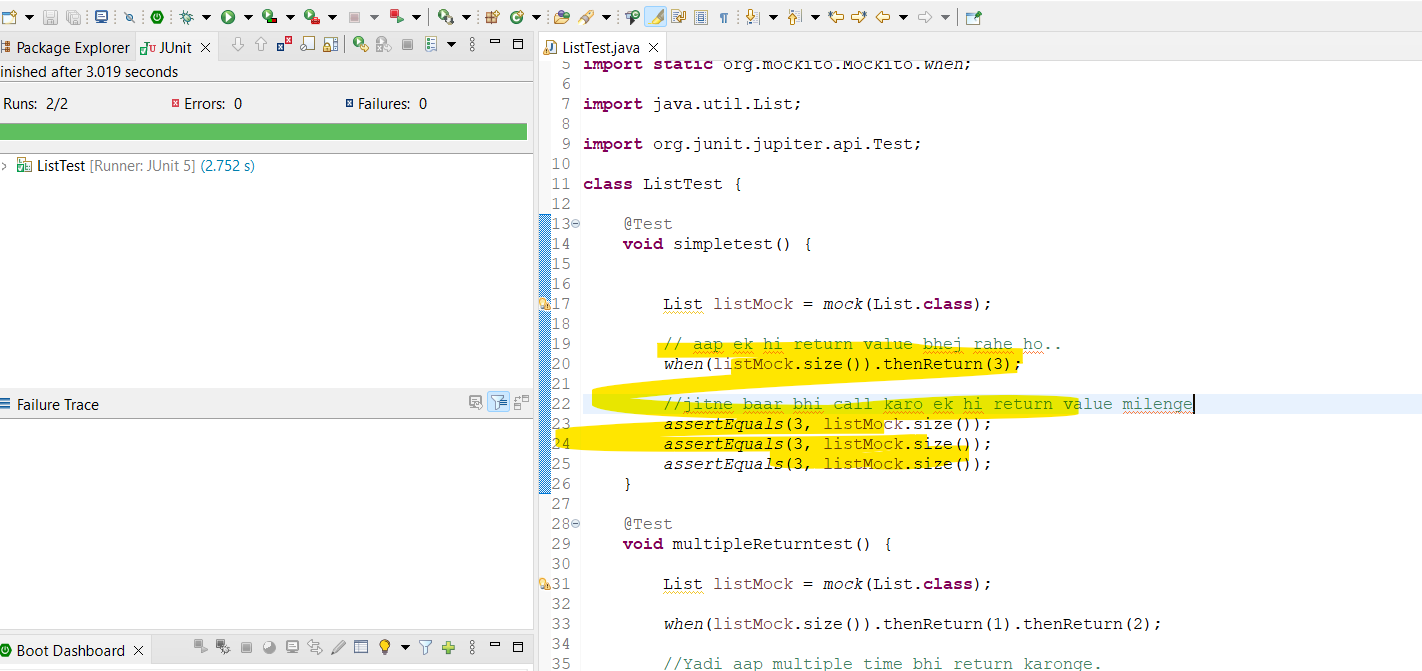 Package Explorer
JUnit
inished after 3.019 seconds
Runs: 2/2
Errors: 0
Failures: 0
ListTest [Runner: JUnit 5] (2.752 s)
Failure Trace
Boot Dashboard
ListTest.java
5 import static org.mockito.Mockito.when;
6
7 import java.util.List;
8
9 import org.junit.jupiter.api.Test;
10
11 class ListTest {
12
13 @Test
14 void simpletest() {
15
16
17 List listMock = mock(List.class);
18
19 // aap ek hi return value bhej rahe ho..
20 when(listMock.size()).thenReturn(3);
21
22 //jitne baar bhi call karo ek hi return value milenge
23 assertEquals(3, listMock.size());
24 assertEquals(3, listMock.size());
25 assertEquals(3, listMock.size());
26 }
27
28 @Test
29 void multipleReturntest() {
30
31 List listMock = mock(List.class);
32
33 when(listMock.size()).thenReturn(1).thenReturn(2);
34
35 //Yadi aap multiple time bhi return karonge.